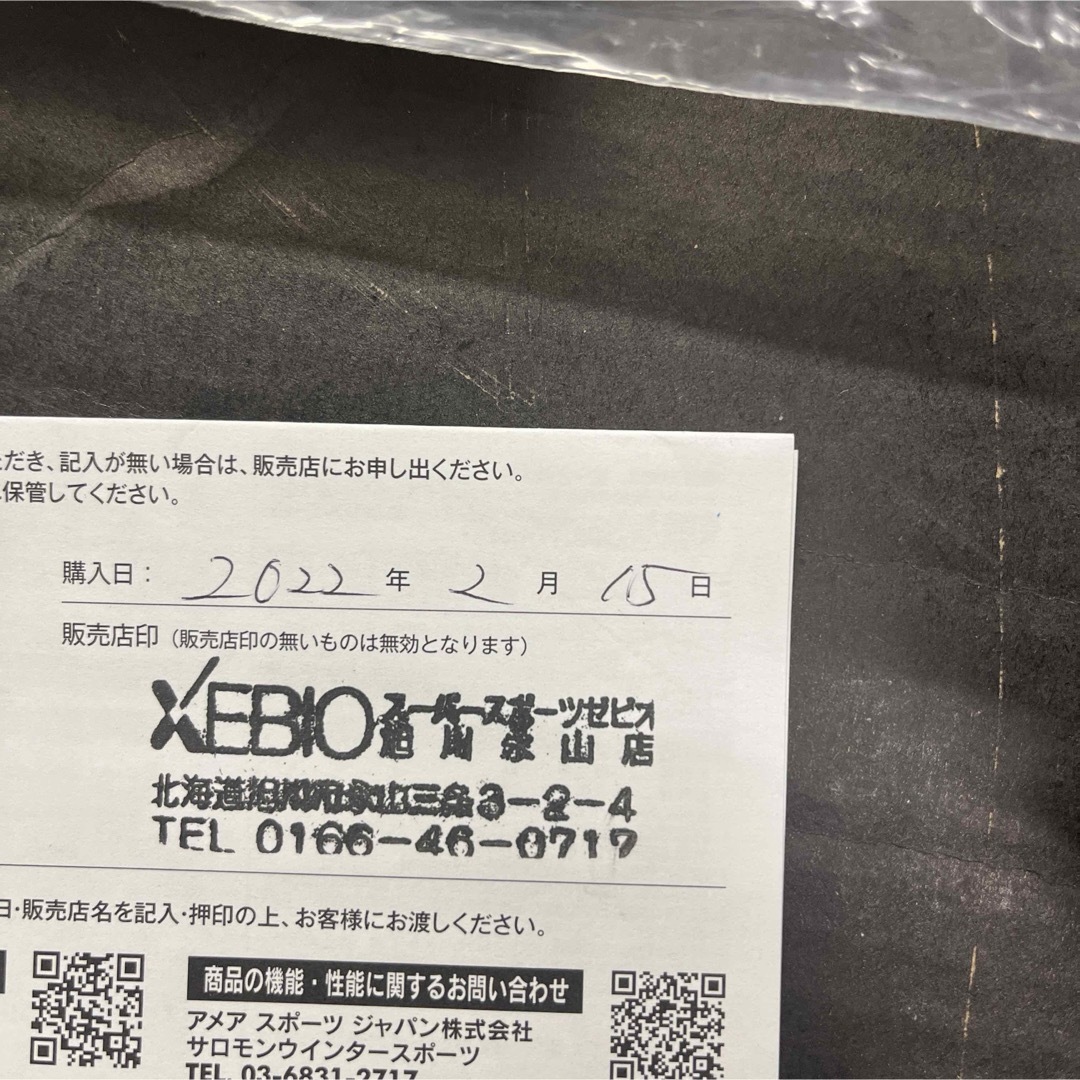 ただき、記入が無い場合は、販売店にお申し出ください。
保管してください。
購入日： 2022 年 2 月 15 日
販売店印（販売店印の無いものは無効となります）
XEBIO スーパースポーツゼビオ
旭川永山店
北海道旭川市永山三条3-2-4
TEL 0166-46-0717
日・販売店名を記入・押印の上、お客様にお渡しください。
商品の機能・性能に関するお問い合わせ
アメア スポーツ ジャパン株式会社
サロモンウインタースポーツ
TEL. 03-6831-2717